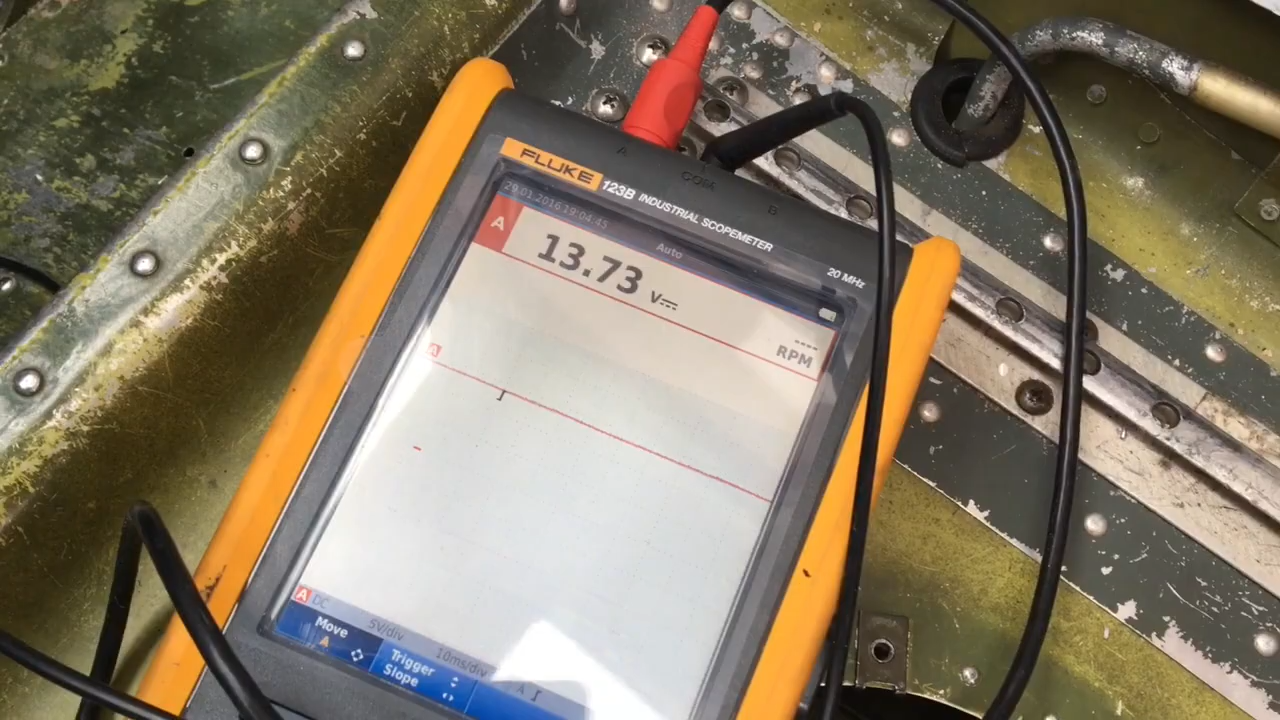 A
COM
B
FLUKE 123B INDUSTRIAL SCOPEMETER
20 MHz
29.01.2016 19:04:45
Auto
A
13.73 V
----
RPM
A
A DC
5V/div
10ms/div
A
Move
A
Trigger
Slope